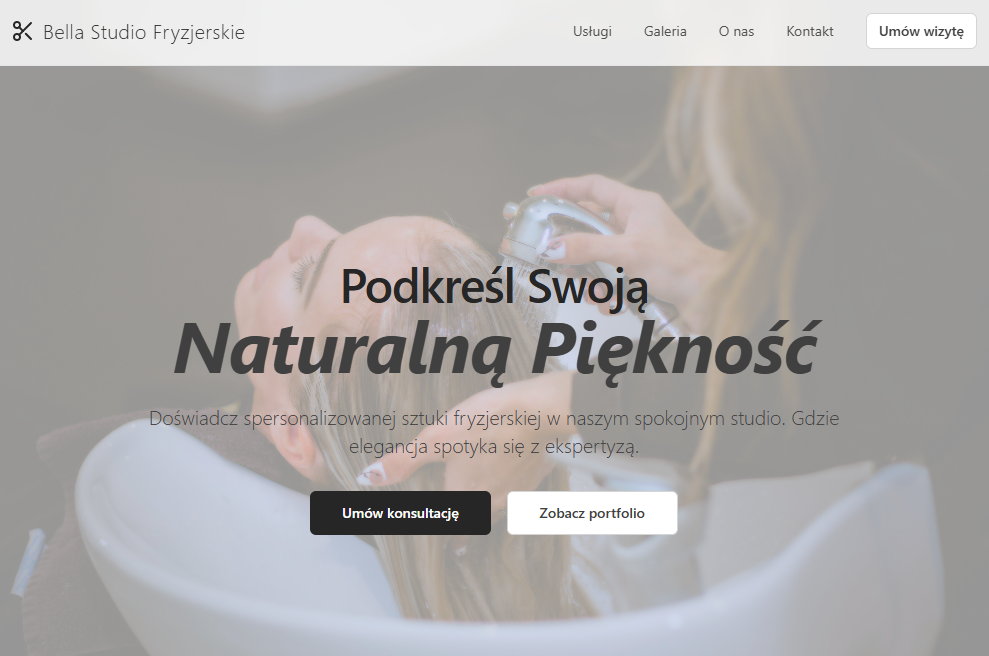 Bella Studio Fryzjerskie
Usługi
Galeria
O nas
Kontakt
Umów wizytę
Podkreśl Swoją
Naturalną Piękność
Doświadcz spersonalizowanej sztuki fryzjerskiej w naszym spokojnym studio. Gdzie
elegancja spotyka się z ekspertyzą.
Umów konsultację
Zobacz portfolio